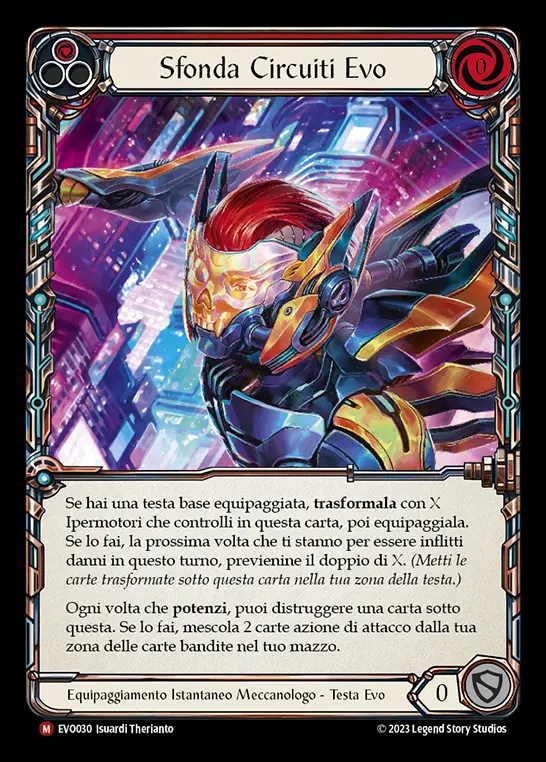 Sfonda Circuiti Evo
0
Se hai una testa base equipaggiata, trasformala con X
Ipermotori che controlli in questa carta, poi equipaggiala.
Se lo fai, la prossima volta che ti stanno per essere inflitti
danni in questo turno, previenine il doppio di X. (Metti le
carte trasformate sotto questa carta nella tua zona della testa.)
Ogni volta che potenzi, puoi distruggere una carta sotto
questa. Se lo fai, mescola 2 carte azione di attacco dalla tua
zona delle carte bandite nel tuo mazzo.
Equipaggiamento Istantaneo Meccanologo - Testa Evo
0
M EVO030 Isuardi Therianto
© 2023 Legend Story Studios